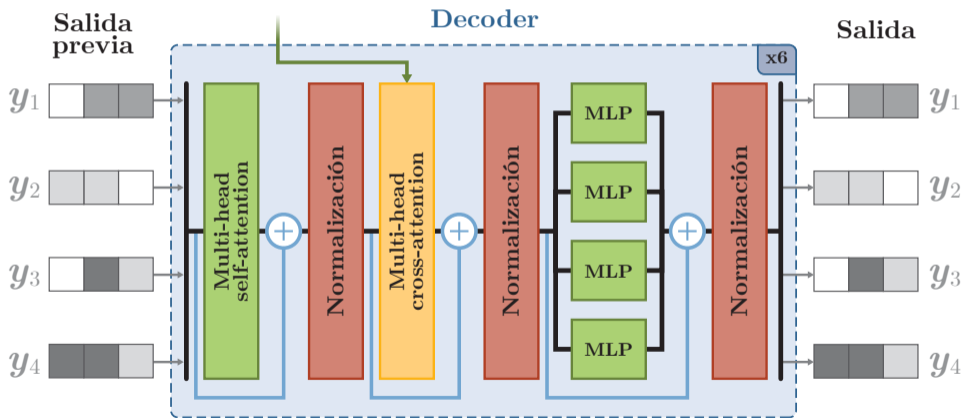 Decoder
Salida
previa
Salida
x6
y1
y2
y3
y4
Multi-head
self-attention
Normalización
Multi-head
cross-attention
Normalización
MLP
MLP
MLP
MLP
Normalización
y1
y2
y3
y4